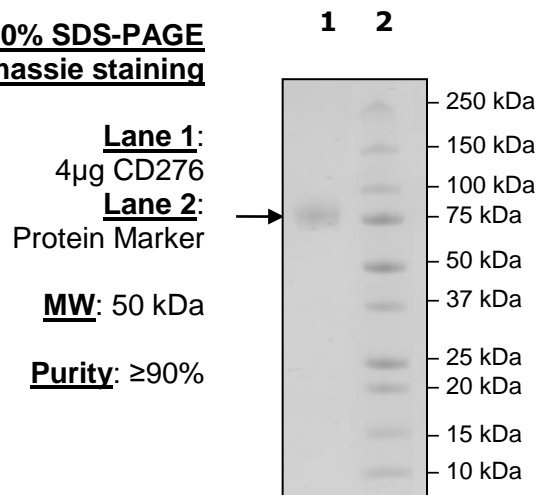 0% SDS-PAGE
massie staining
Lane 1:
4µg CD276
Lane 2:
Protein Marker
MW: 50 kDa
Purity: ≥90%
1 2
250 kDa
150 kDa
100 kDa
75 kDa
50 kDa
37 kDa
25 kDa
20 kDa
15 kDa
10 kDa